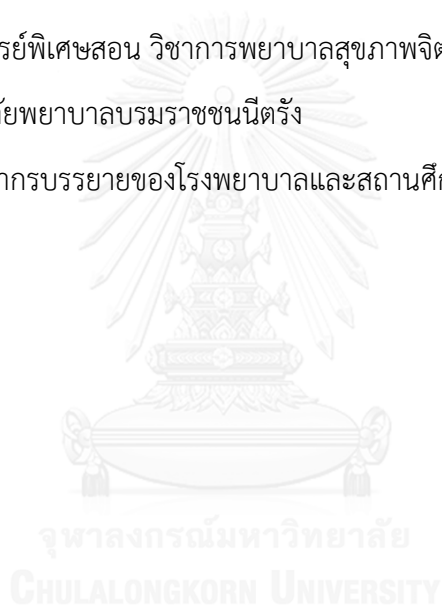 รย์พิเศษสอน วิชาการพยาบาลสุขภาพจิต
ัยพยาบาลบรมราชชนนีตรัง
ากรบรรยายของโรงพยาบาลและสถานศึก
จุฬาลงกรณ์มหาวิทยาลัย
CHULALONGKORN UNIVERSITY